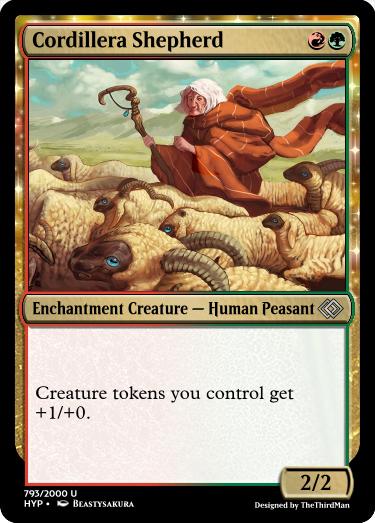 Cordillera Shepherd
Enchantment Creature — Human Peasant
Creature tokens you control get
+1/+0.
2/2
793/2000 U
HYP • Beastysakura
Designed by TheThirdMan